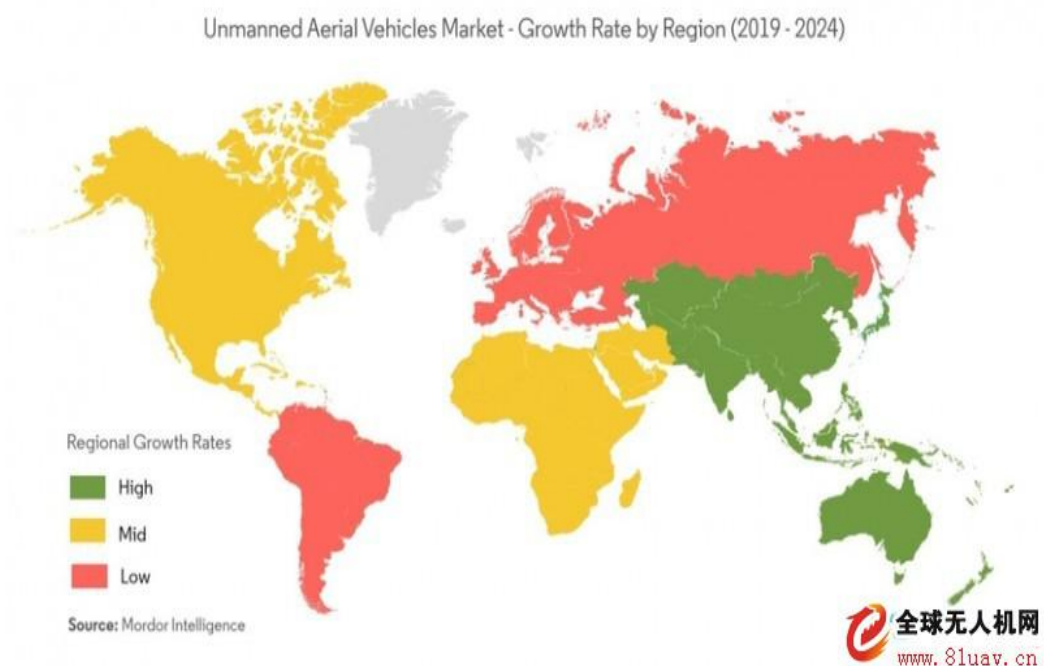 Unmanned Aerial Vehicles Market - Growth Rate by Region (2019 - 2024)
Regional Growth Rates
High
Mid
Low
Source: Mordor Intelligence
全球无人机网
www.81uav.cn